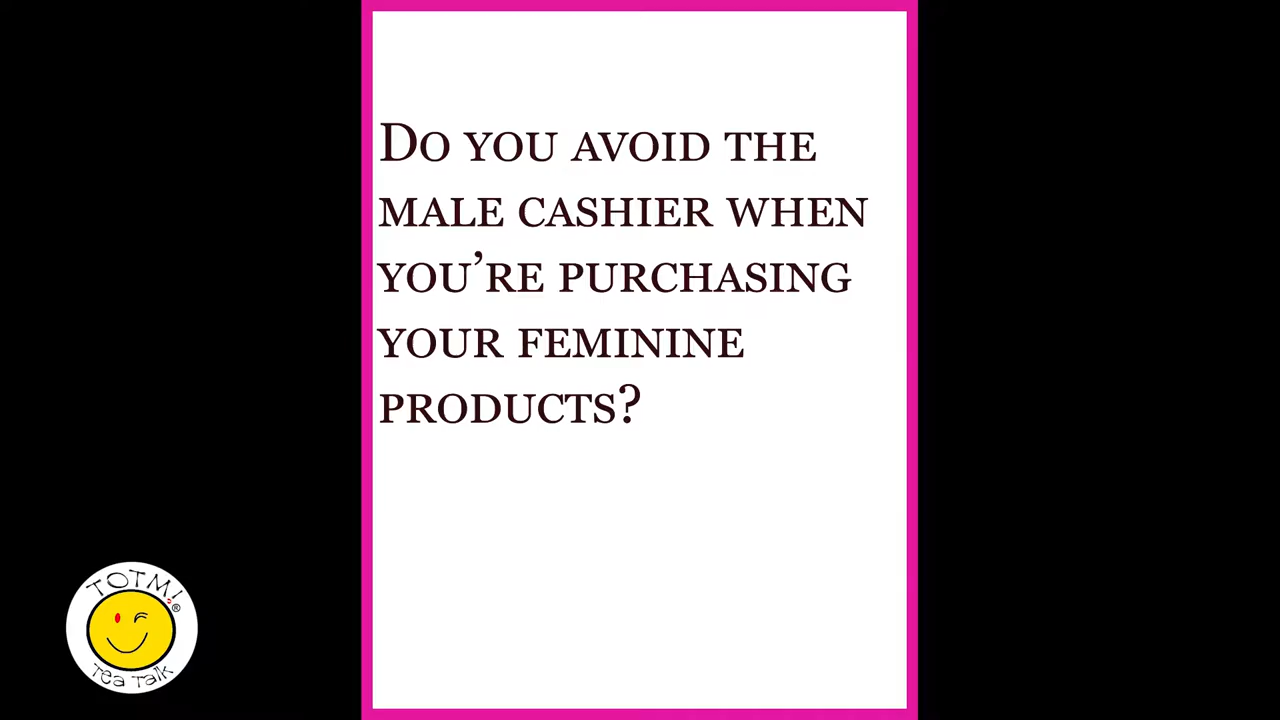 Do you avoid the
male cashier when
you’re purchasing
your feminine
products?
TOTM!®
Tea Talk